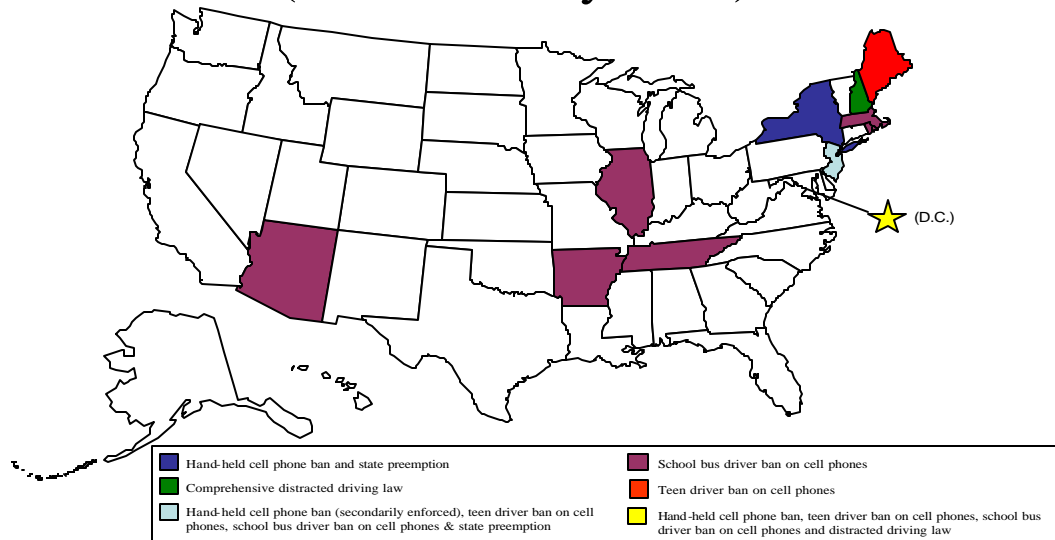 (D.C.)
Hand-held cell phone ban and state preemption
Comprehensive distracted driving law
Hand-held cell phone ban (secondarily enforced), teen driver ban on cell
phones, school bus driver ban on cell phones & state preemption
School bus driver ban on cell phones
Teen driver ban on cell phones
Hand-held cell phone ban, teen driver ban on cell phones, school bus
driver ban on cell phones and distracted driving law